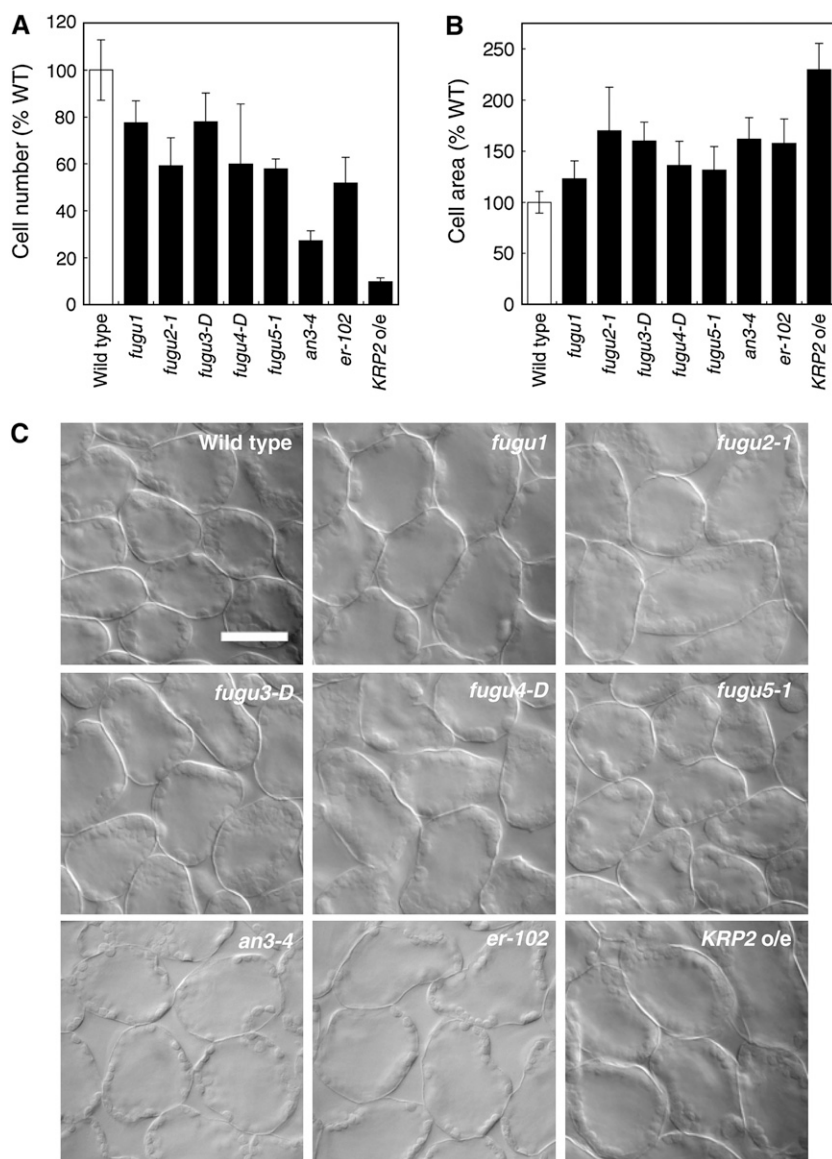 A
B
Cell number (% WT)
120
100
80
60
40
20
0
Wild type
fugu1
fugu2-1
fugu3-D
fugu4-D
fugu5-1
an3-4
er-102
KRP2 o/e
Cell area (% WT)
250
200
150
100
50
0
Wild type
fugu1
fugu2-1
fugu3-D
fugu4-D
fugu5-1
an3-4
er-102
KRP2 o/e
C
Wild type
fugu1
fugu2-1
fugu3-D
fugu4-D
fugu5-1
an3-4
er-102
KRP2 o/e